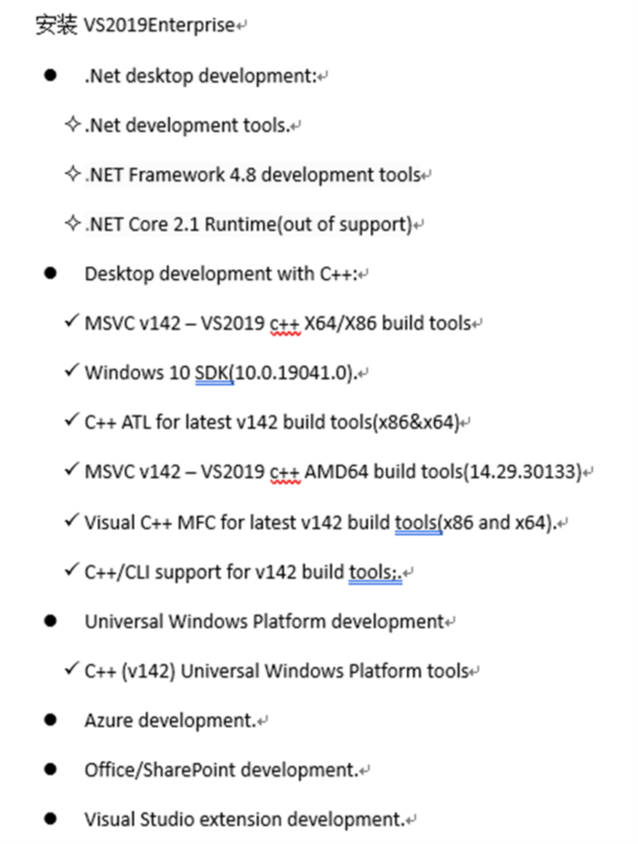 安装 VS2019Enterprise↵
● .Net desktop development:↵
✧.Net development tools.↵
✧.NET Framework 4.8 development tools↵
✧.NET Core 2.1 Runtime(out of support)↵
● Desktop development with C++:↵
✓ MSVC v142 – VS2019 c++ X64/X86 build tools↵
✓ Windows 10 SDK(10.0.19041.0).↵
✓ C++ ATL for latest v142 build tools(x86&x64)↵
✓ MSVC v142 – VS2019 c++ AMD64 build tools(14.29.30133)↵
✓ Visual C++ MFC for latest v142 build tools(x86 and x64).↵
✓ C++/CLI support for v142 build tools;.↵
● Universal Windows Platform development↵
✓ C++ (v142) Universal Windows Platform tools↵
● Azure development.↵
● Office/SharePoint development.↵
● Visual Studio extension development.↵